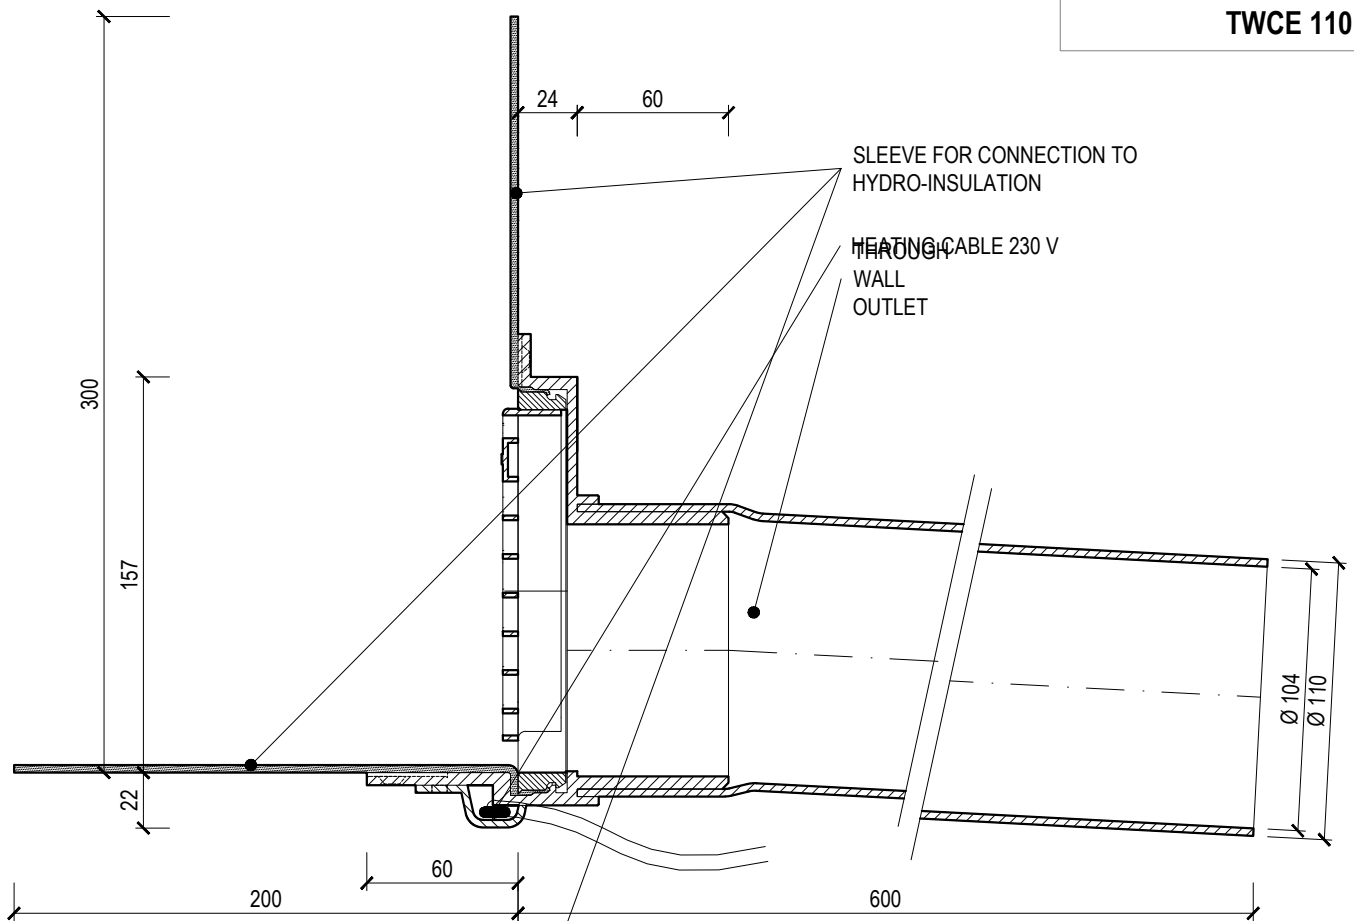 TWCE 110
24
60
SLEEVE FOR CONNECTION TO
HYDRO-INSULATION
HEATING CABLE 230 V
THROUGH
WALL
OUTLET
300
157
22
Ø 104
Ø 110
60
200
600